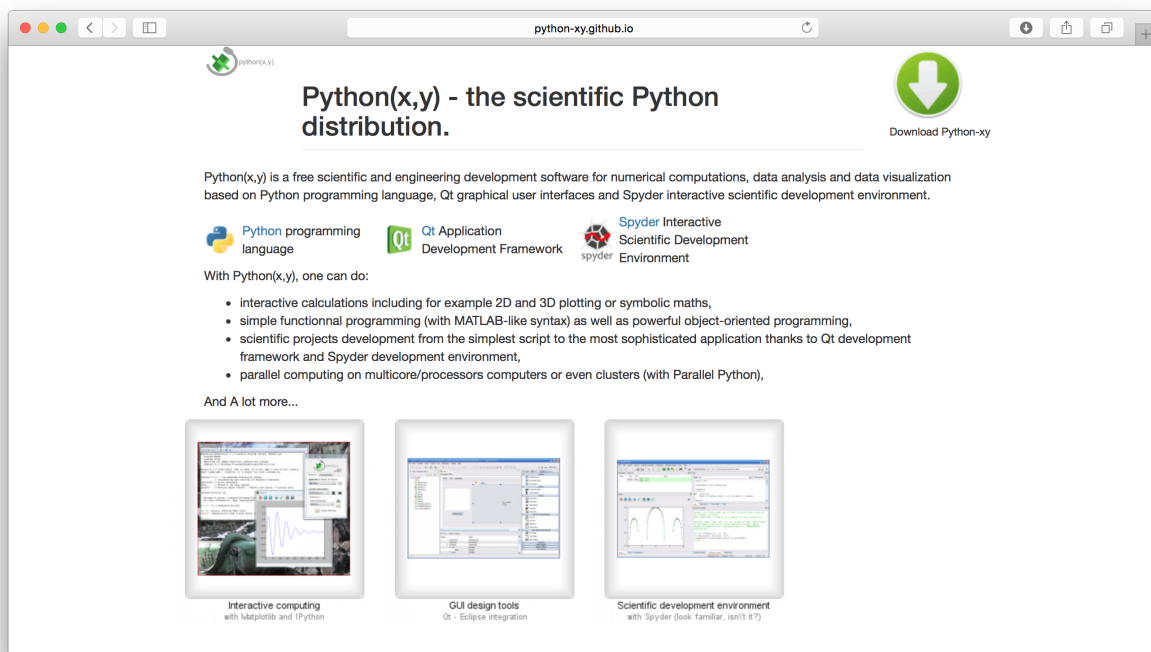 python-xy.github.io
python(x,y)
Python(x,y) - the scientific Python
distribution.
Download Python-xy
Python(x,y) is a free scientific and engineering development software for numerical computations, data analysis and data visualization
based on Python programming language, Qt graphical user interfaces and Spyder interactive scientific development environment.
Python programming
language
Qt
Qt Application
Development Framework
spyder
Spyder Interactive
Scientific Development
Environment
With Python(x,y), one can do:
• interactive calculations including for example 2D and 3D plotting or symbolic maths,
• simple functionnal programming (with MATLAB-like syntax) as well as powerful object-oriented programming,
• scientific projects development from the simplest script to the most sophisticated application thanks to Qt development
framework and Spyder development environment,
• parallel computing on multicore/processors computers or even clusters (with Parallel Python),
And A lot more...
Interactive computing
with Matplotlib and IPython
GUI design tools
Qt - Eclipse integration
Scientific development environment
with Spyder (look familiar, isn\'t it?)